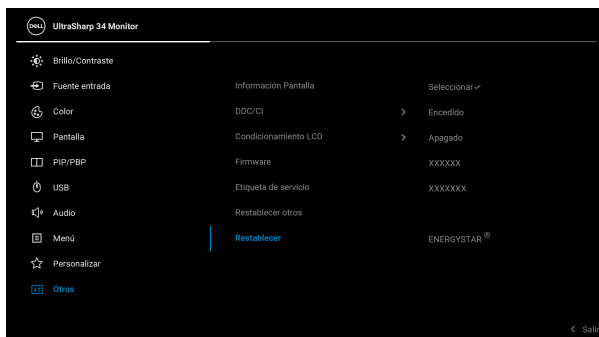 DELL UltraSharp 34 Monitor
Brillo/Contraste
Fuente entrada Información Pantalla Seleccionar✓
Color DDC/CI > Encedido
Pantalla Condicionamiento LCD > Apagado
PIP/PBP Firmware XXXXXX
USB Etiqueta de servicio XXXXXXX
Audio Restablecer otros
Menú Restablecer ENERGYSTAR ®
Personalizar
Otros
< Salir